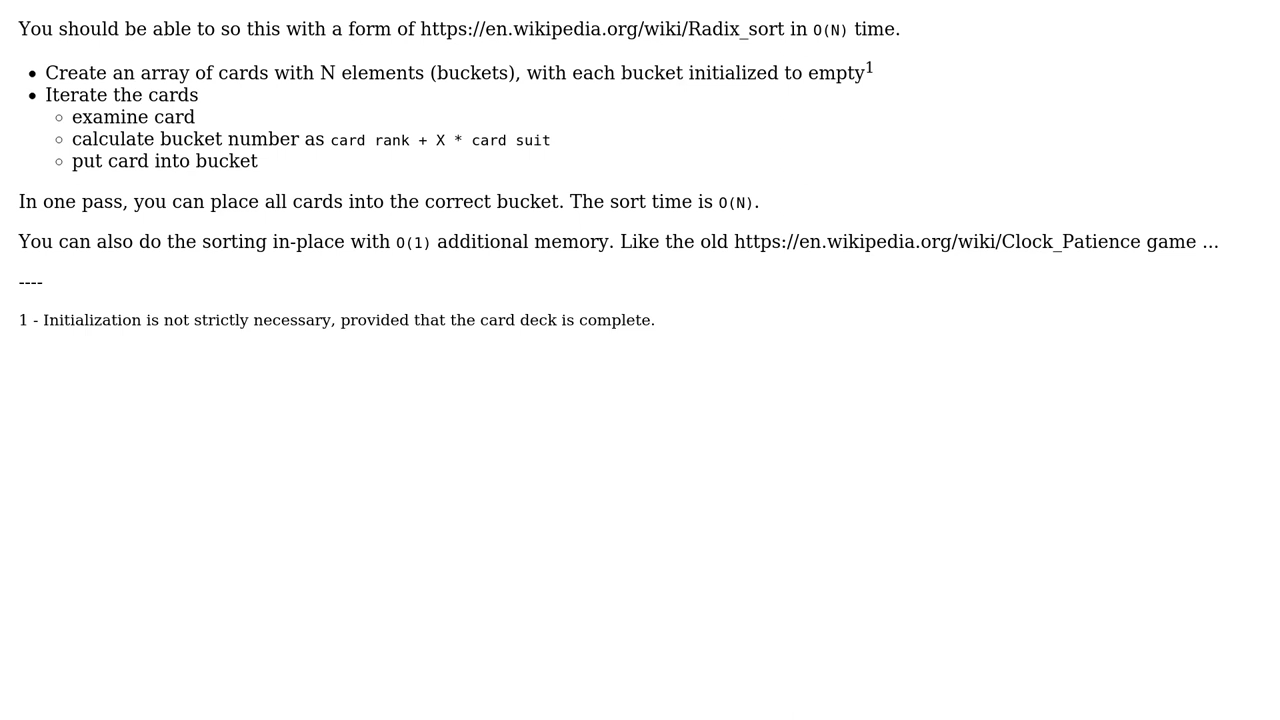 You should be able to so this with a form of https://en.wikipedia.org/wiki/Radix_sort in O(N) time.
• Create an array of cards with N elements (buckets), with each bucket initialized to empty1
• Iterate the cards
◦ examine card
◦ calculate bucket number as card rank + X * card suit
◦ put card into bucket
In one pass, you can place all cards into the correct bucket. The sort time is O(N).
You can also do the sorting in-place with O(1) additional memory. Like the old https://en.wikipedia.org/wiki/Clock_Patience game ...
----
1 - Initialization is not strictly necessary, provided that the card deck is complete.